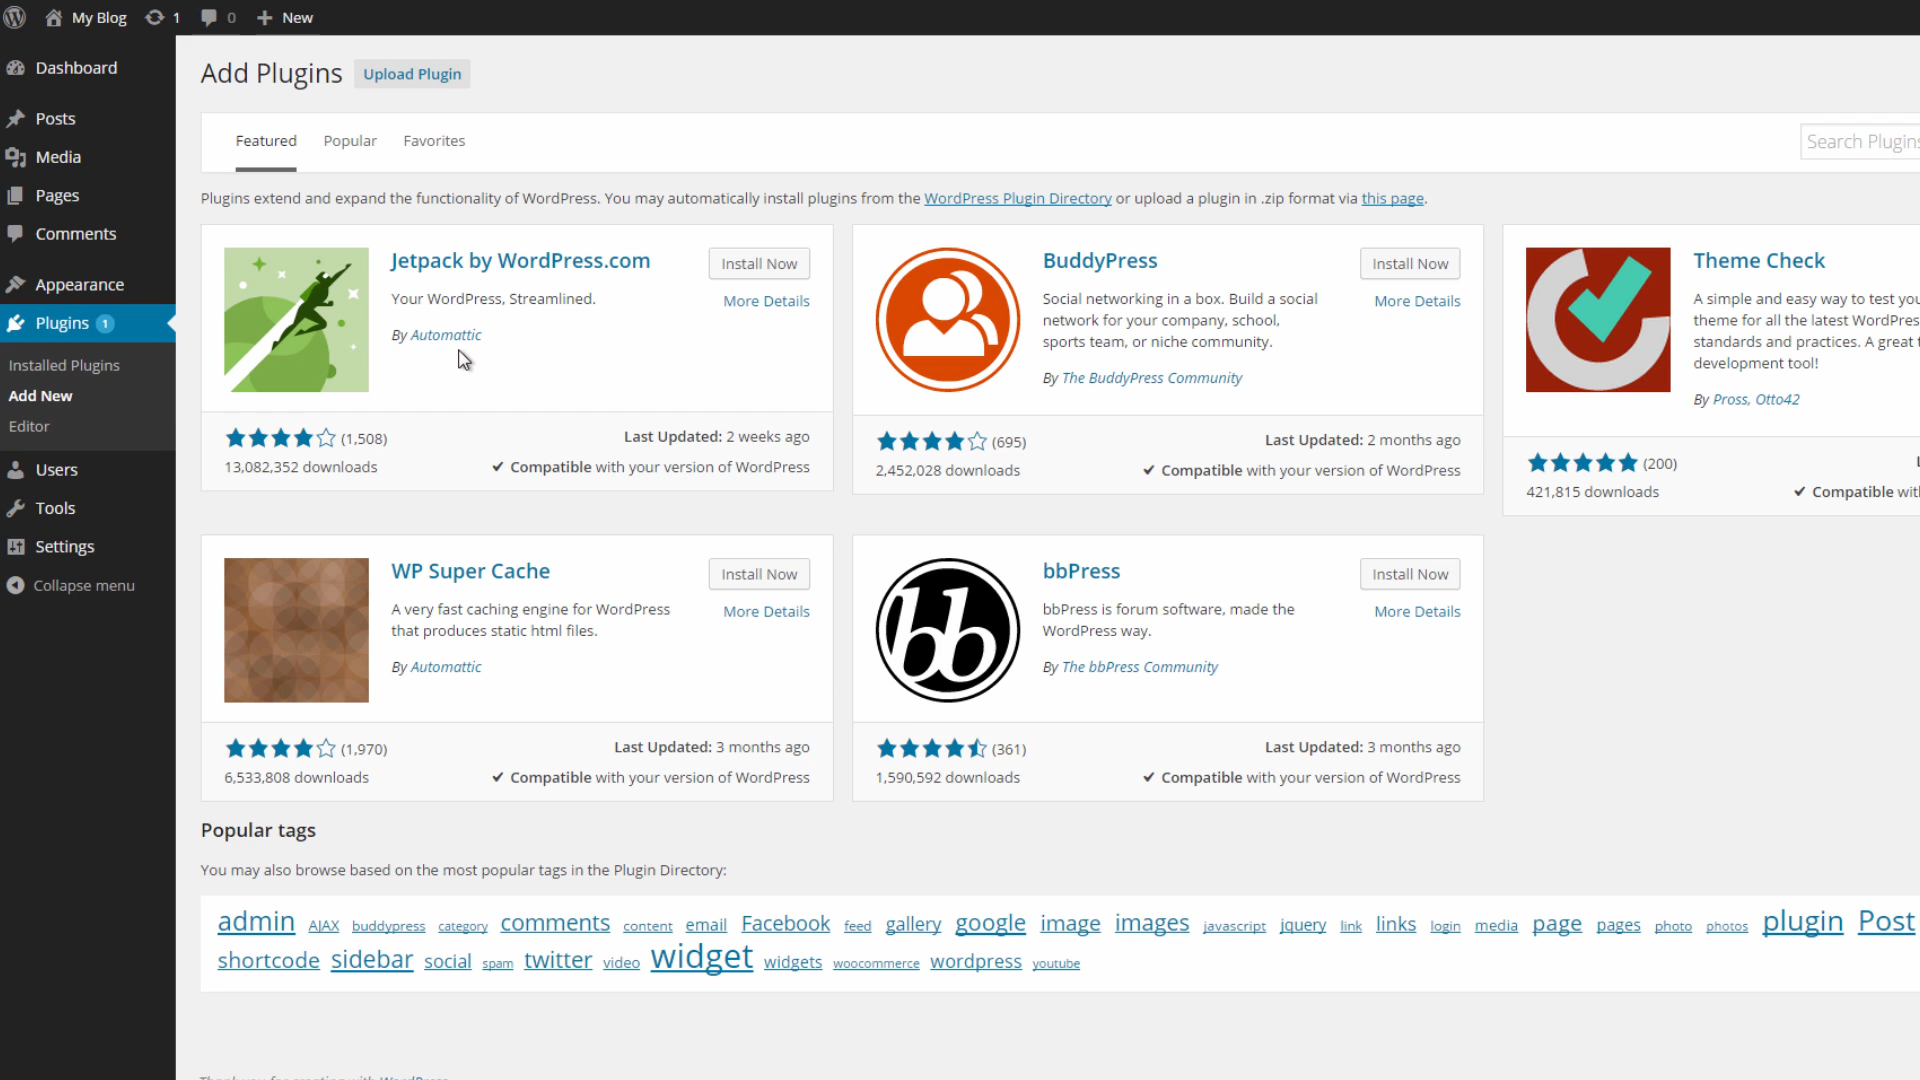 My Blog 1 0 New
Dashboard
Posts
Media
Pages
Comments
Appearance
Plugins 1
Installed Plugins
Add New
Editor
Users
Tools
Settings
Collapse menu
Add Plugins Upload Plugin
Featured Popular Favorites Search Plugins
Plugins extend and expand the functionality of WordPress. You may automatically install plugins from the WordPress Plugin Directory or upload a plugin in .zip format via this page.
Jetpack by WordPress.com
Install Now
Your WordPress, Streamlined.
More Details
By Automattic
(1,508)
Last Updated: 2 weeks ago
13,082,352 downloads
✔ Compatible with your version of WordPress
BuddyPress
Install Now
Social networking in a box. Build a social
More Details
network for your company, school,
sports team, or niche community.
By The BuddyPress Community
(695)
Last Updated: 2 months ago
2,452,028 downloads
✔ Compatible with your version of WordPress
Theme Check
A simple and easy way to test you
theme for all the latest WordPres
standards and practices. A great t
development tool!
By Pross, Otto42
(200)
L
421,815 downloads
✔ Compatible wit
WP Super Cache
Install Now
A very fast caching engine for WordPress
More Details
that produces static html files.
By Automattic
(1,970)
Last Updated: 3 months ago
6,533,808 downloads
✔ Compatible with your version of WordPress
bb
bbPress
Install Now
bbPress is forum software, made the
More Details
WordPress way.
By The bbPress Community
(361)
Last Updated: 3 months ago
1,590,592 downloads
✔ Compatible with your version of WordPress
Popular tags
You may also browse based on the most popular tags in the Plugin Directory:
admin AJAX buddypress category comments content email Facebook feed gallery google image images javascript jquery link links login media page pages photo photos plugin Post
shortcode sidebar social spam twitter video widget widgets woocommerce wordpress youtube
Thank you for creating with WordPress